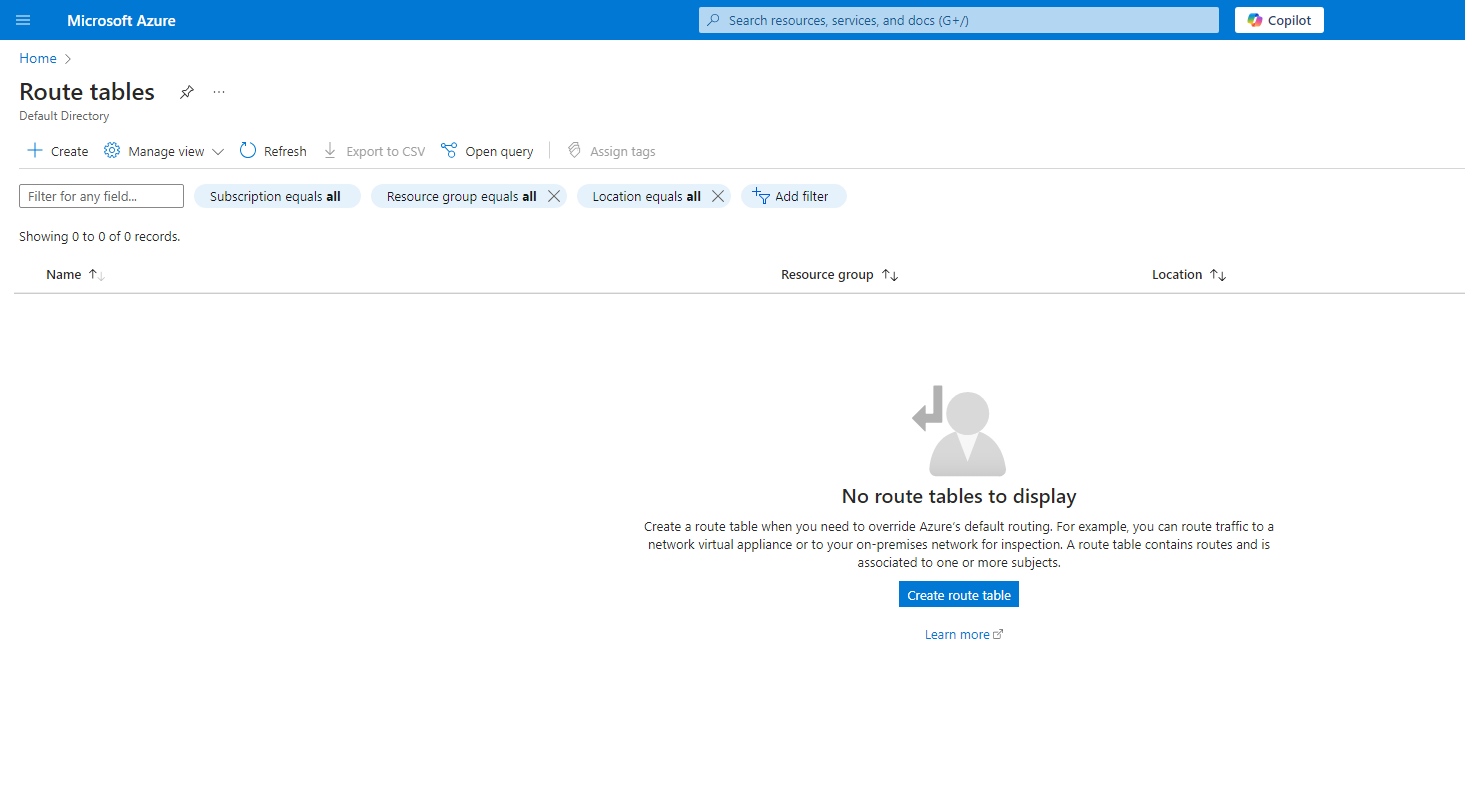 Microsoft Azure
Search resources, services, and docs (G+/)
Copilot
Home
Route tables
Default Directory
Create
Manage view
Refresh
Export to CSV
Open query
Assign tags
Filter for any field...
Subscription equals all
Resource group equals all
Location equals all
Add filter
Showing 0 to 0 of 0 records.
Name
Resource group
Location
No route tables to display
Create a route table when you need to override Azure's default routing. For example, you can route traffic to a
network virtual appliance or to your on-premises network for inspection. A route table contains routes and is
associated to one or more subjects.
Create route table
Learn more